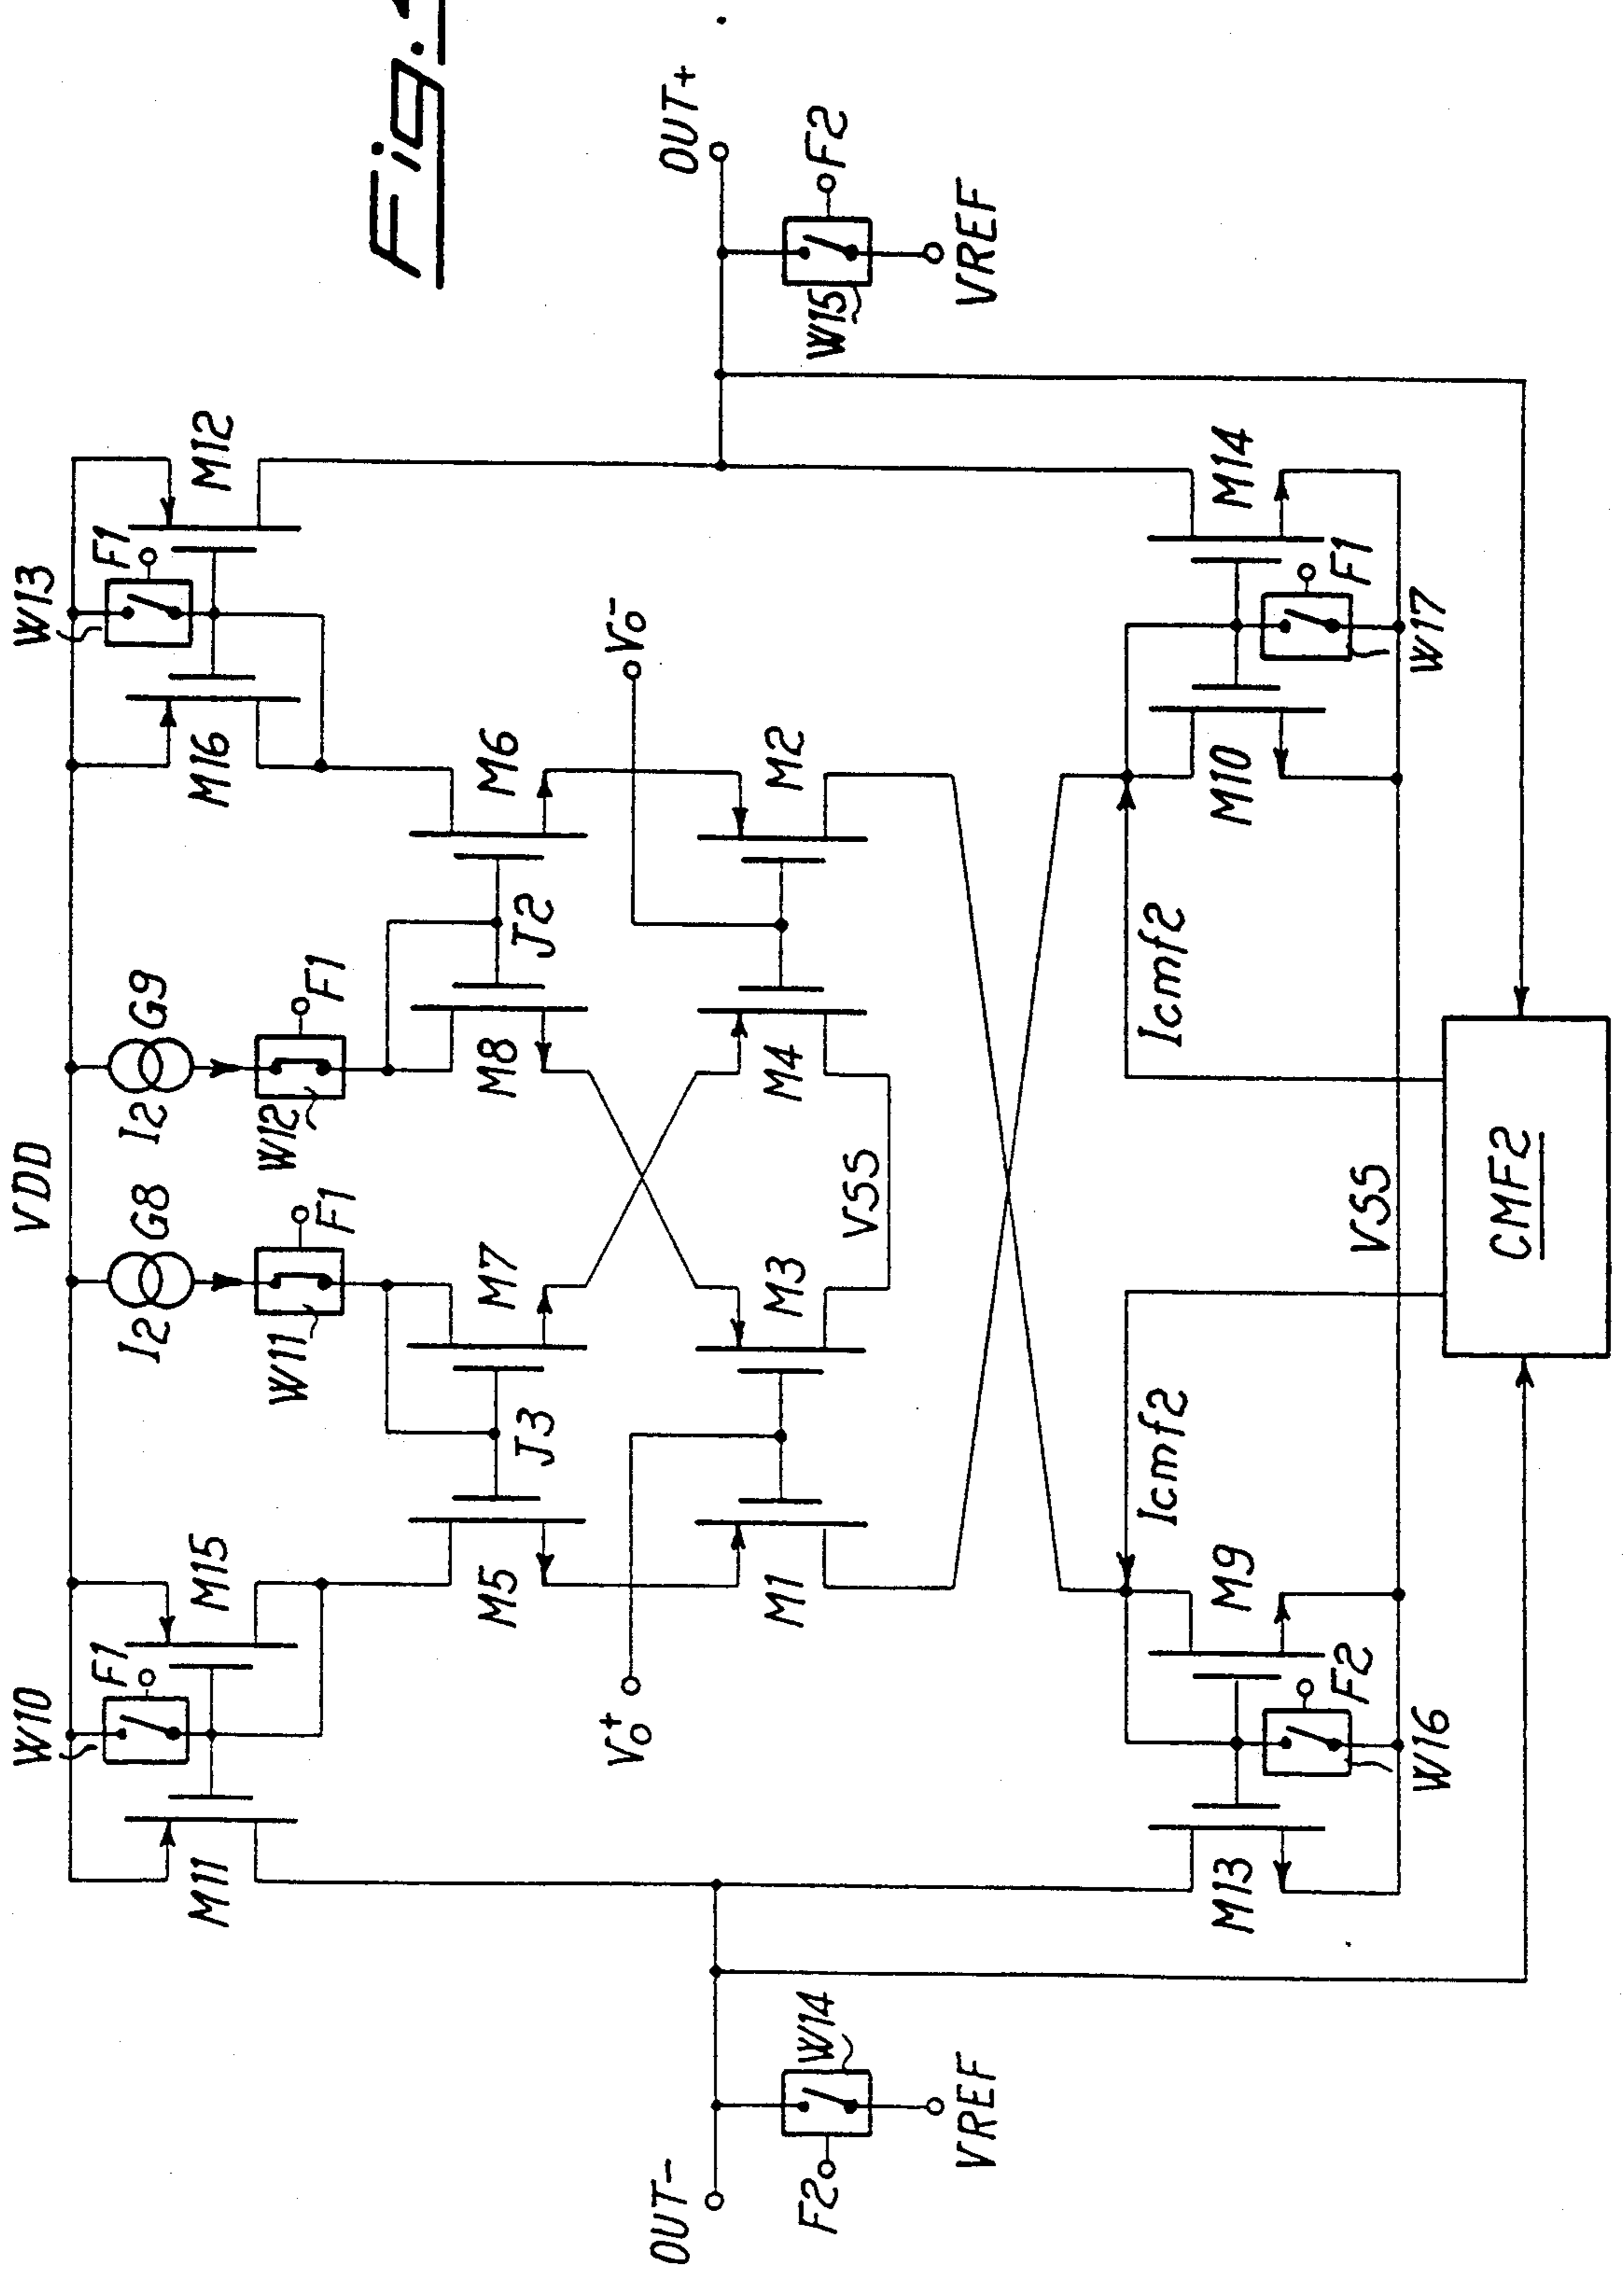 Fig.
VDD
W10
F1
M11
M15
I2
G8
I2
G9
W13
F1
M16
M12
W11
F1
W12
F1
M5
J3
M7
M8
J2
M6
Vo+
Vo-
M1
M3
VSS
M4
M2
OUT-
F2
W14
VREF
OUT+
F2
W15
VREF
Icmf2
Icmf2
M13
M9
F2
W16
VSS
M10
M14
F1
W17
CMF2